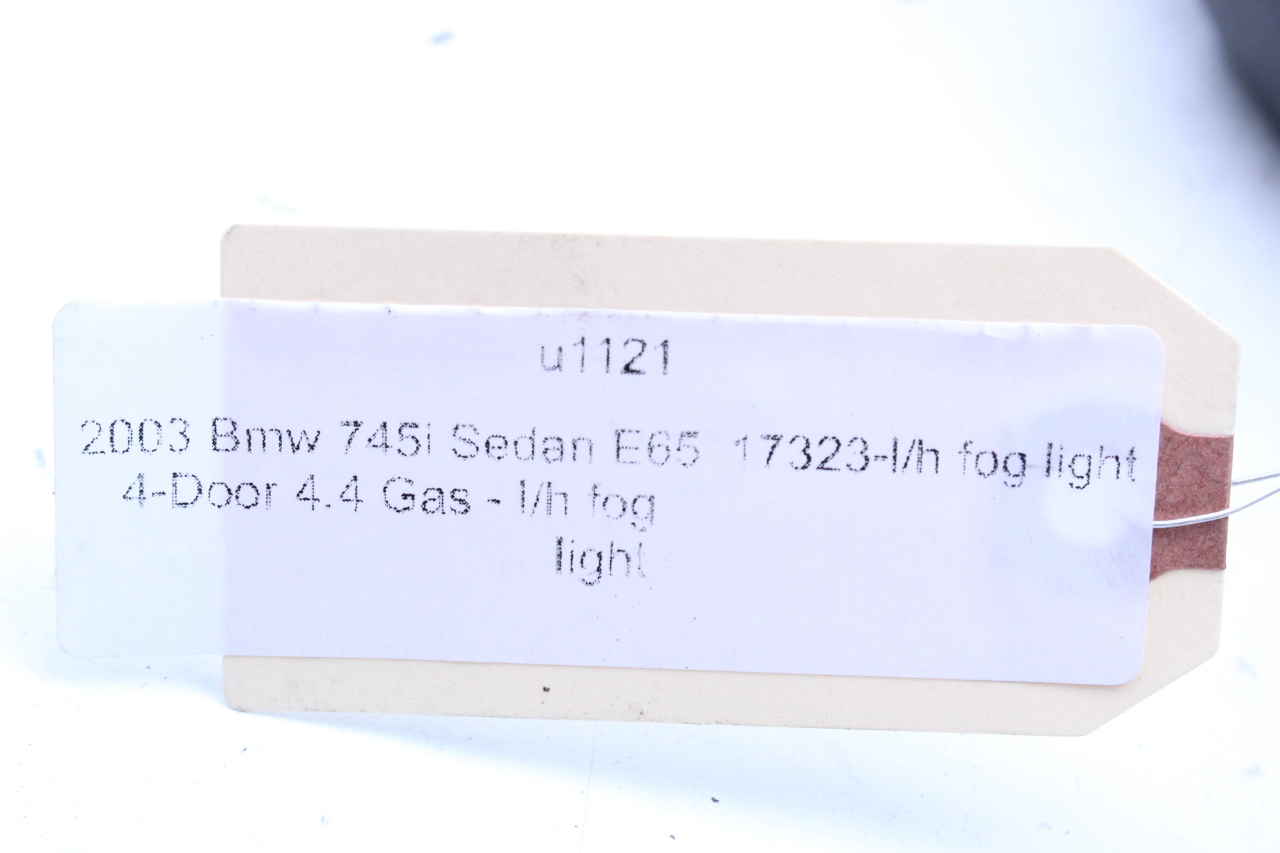 u1121
2003 Bmw 745i Sedan E65 17323-l/h fog light
4-Door 4.4 Gas - l/h fog
light